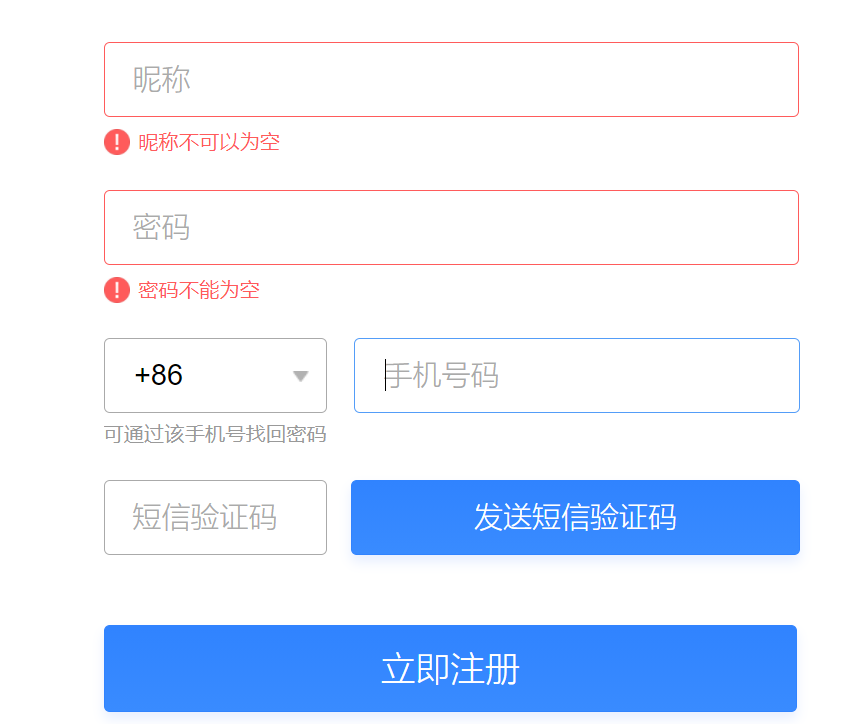 昵称
昵称不可以为空
密码
密码不能为空
+86 手机号码
可通过该手机号找回密码
短信验证码 发送短信验证码
立即注册